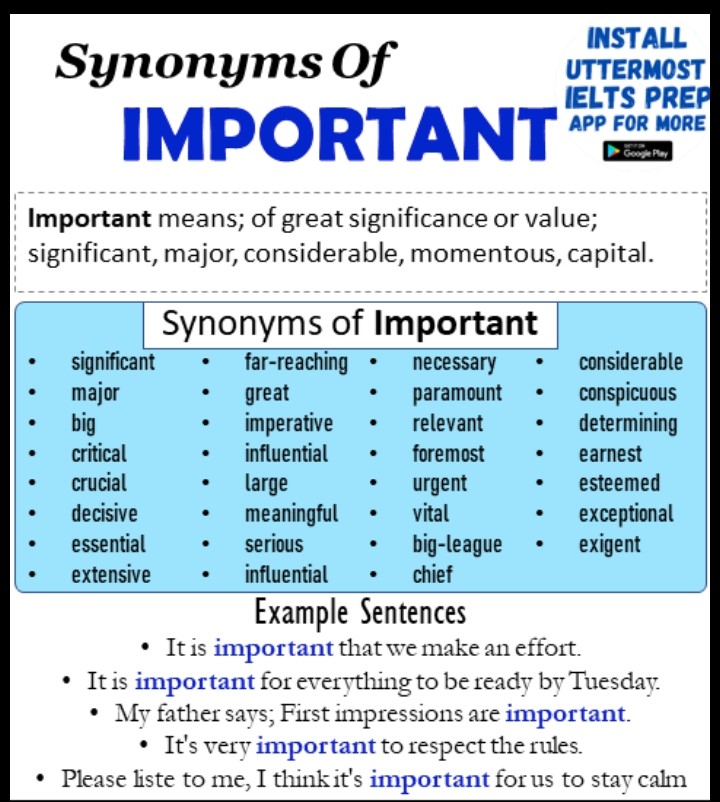 Synonyms Of
IMPORTANT
INSTALL
UTTERMOST
IELTS PREP
APP FOR MORE
GET IT ON
Google Play
Important means; of great significance or value;
significant, major, considerable, momentous, capital.
Synonyms of Important
• significant
• major
• big
• critical
• crucial
• decisive
• essential
• extensive
• far-reaching
• great
• imperative
• influential
• large
• meaningful
• serious
• influential
• necessary
• paramount
• relevant
• foremost
• urgent
• vital
• big-league
• chief
• considerable
• conspicuous
• determining
• earnest
• esteemed
• exceptional
• exigent
Example Sentences
• It is important that we make an effort.
• It is important for everything to be ready by Tuesday.
• My father says; First impressions are important.
• It's very important to respect the rules.
• Please liste to me, I think it's important for us to stay calm